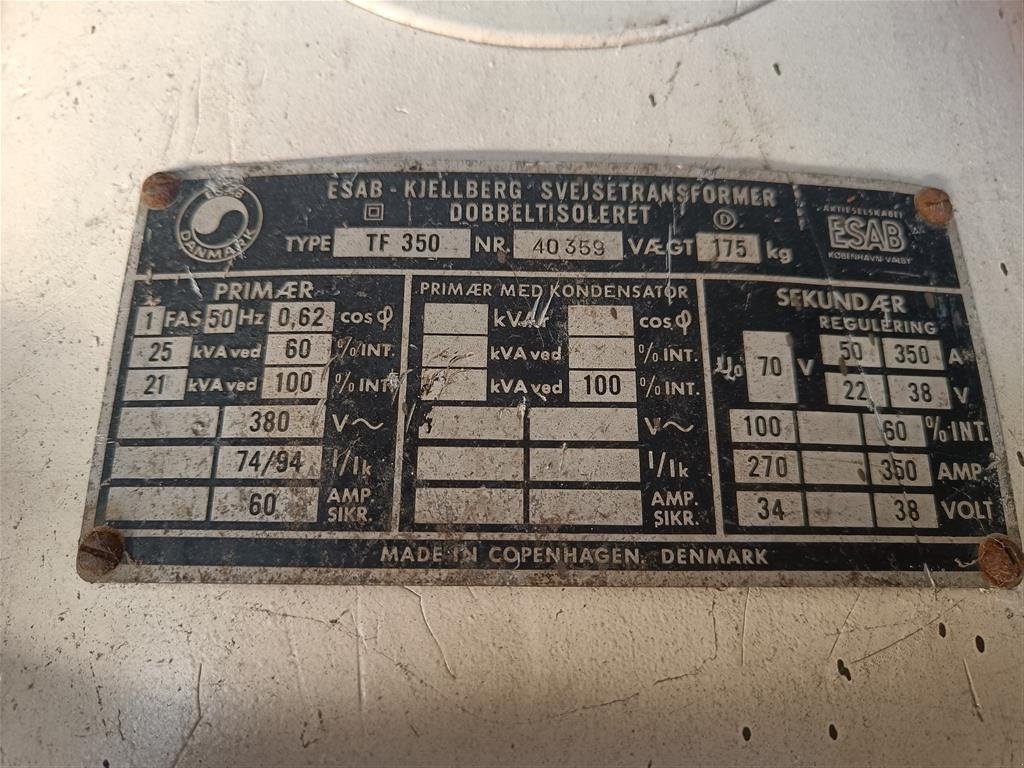 ESAB - KJELLBERG SVEJSETRANSFORMER
DOBBELTISOLERET
D
DANMARK
TYPE TF 350 NR. 40359 VÆGT 175 kg
AKTIESELSKABET
ESAB
KØBENHAVN-VALBY
PRIMÆR
1 FAS 50 Hz 0,62 cos φ
25 kVA ved 60 % INT.
21 kVA ved 100 % INT.
380 V~
74/94 I/Ik
60 AMP. SIKR.
PRIMÆR MED KONDENSATOR
kVAr cos φ
kVA ved % INT.
kVA ved 100 % INT.
V~
I/Ik
AMP. SIKR.
SEKUNDÆR
REGULERING
70 V 50 350 A
22 38 V
100 60 % INT.
270 350 AMP.
34 38 VOLT
MADE IN COPENHAGEN, DENMARK